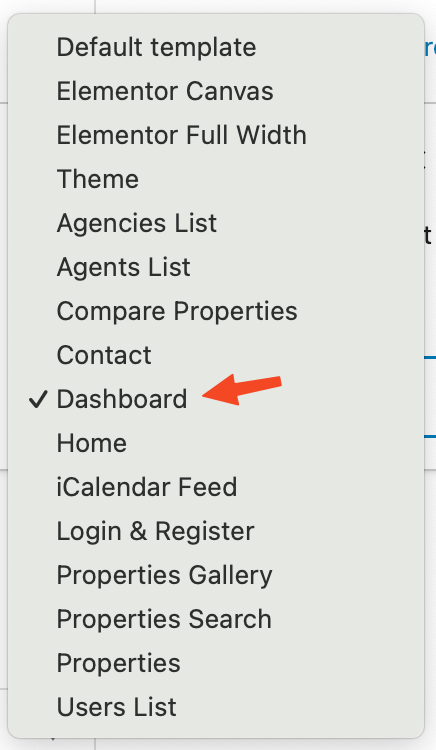 Default template
Elementor Canvas
Elementor Full Width
Theme
Agencies List
Agents List
Compare Properties
Contact
Dashboard
Home
iCalendar Feed
Login & Register
Properties Gallery
Properties Search
Properties
Users List